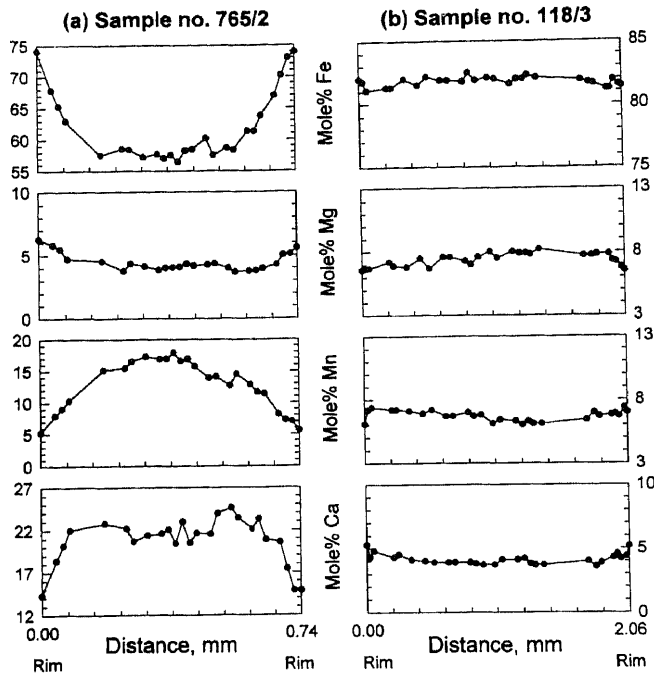 (a) Sample no. 765/2
(b) Sample no. 118/3
75
70
65
60
55
Mole% Fe
85
80
75
10
5
0
Mole% Mg
13
8
3
20
15
10
5
0
Mole% Mn
13
8
3
27
22
17
12
Mole% Ca
10
5
0
0.00 Distance, mm 0.74
Rim Rim
0.00 Distance, mm 2.06
Rim Rim